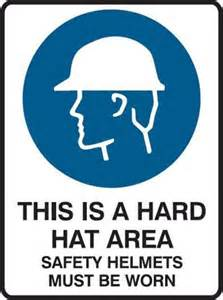 THIS IS A HARD
HAT AREA
SAFETY HELMETS
MUST BE WORN